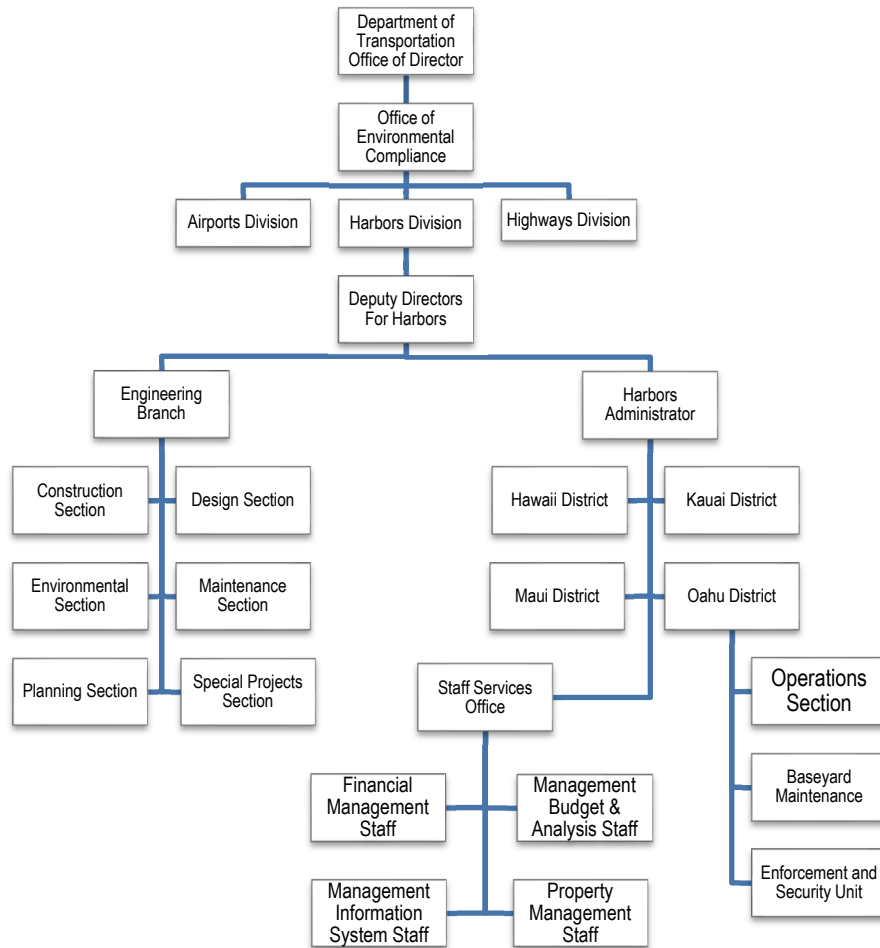 Department of
Transportation
Office of Director
Office of
Environmental
Compliance
Airports Division
Harbors Division
Highways Division
Deputy Directors
For Harbors
Engineering
Branch
Harbors
Administrator
Construction
Section
Design Section
Hawaii District
Kauai District
Environmental
Section
Maintenance
Section
Maui District
Oahu District
Planning Section
Special Projects
Section
Staff Services
Office
Operations
Section
Financial
Management
Staff
Management
Budget &
Analysis Staff
Baseyard
Maintenance
Management
Information
System Staff
Property
Management
Staff
Enforcement and
Security Unit